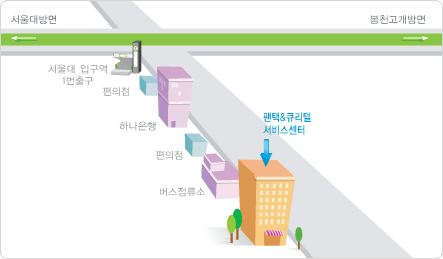 서울대방면
봉천고개방면
서울대 입구역
1번출구
편의점
하나은행
팬택&큐리텔
서비스센터
편의점
버스정류소